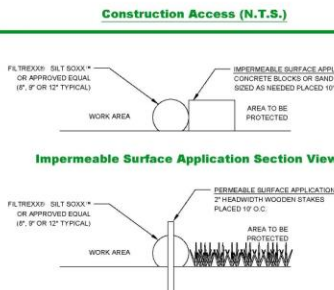 Construction Access (N.T.S.)
FILTREXX® SILT SOXX™
OR APPROVED EQUAL
(8", 9" OR 12" TYPICAL)
IMPERMEABLE SURFACE APPL
CONCRETE BLOCKS OR SAND
SIZED AS NEEDED PLACED 10'
WORK AREA
AREA TO BE
PROTECTED
Impermeable Surface Application Section View
FILTREXX® SILT SOXX™
OR APPROVED EQUAL
(8", 9" OR 12" TYPICAL)
PERMEABLE SURFACE APPLICATION
2" HEADWIDTH WOODEN STAKES
PLACED 10' O.C.
WORK AREA
AREA TO BE
PROTECTED